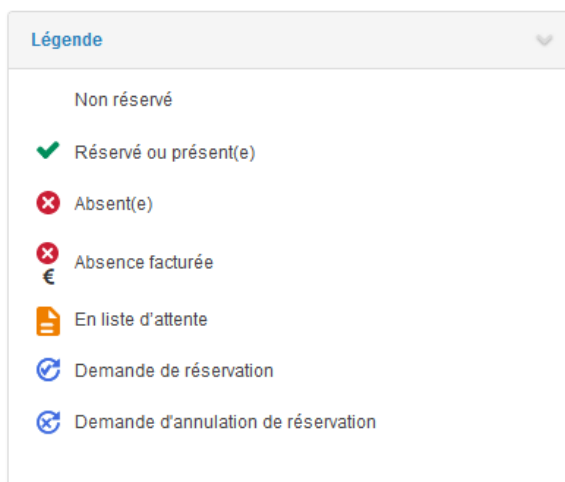 Légende
Non réservé
Réservé ou présent(e)
Absent(e)
€ Absence facturée
En liste d'attente
Demande de réservation
Demande d'annulation de réservation